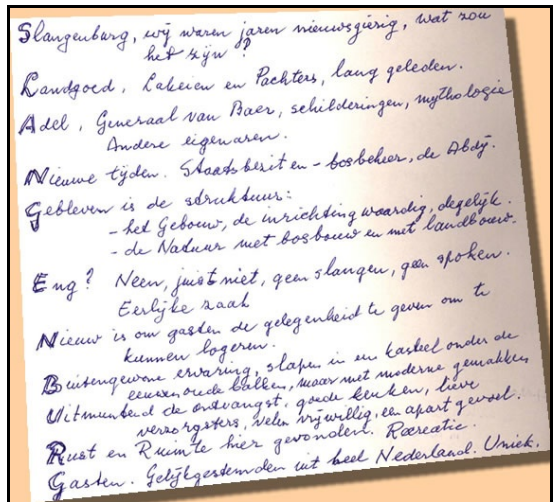 Slangenburg, wij waren jaren nieuwsgierig, wat zou
het zijn?
Landgoed, Lakeien en Pachters, lang geleden.
Adel, Generaal van Baer, schilderingen, mythologie
Andere eigenaren.
Nieuwe tijden. Staatsbezit en - bosbeheer, de Abdij.
Gebleven is de struktuur:
- het Gebouw, de inrichting waardig, degelijk.
- de Natuur met bosbouw en met landbouw.
Eng? Neen, juist niet, geen slangen, geen spoken.
Eerlijke zaak
Nieuw is om gasten de gelegenheid te geven om te
kunnen logeren.
Buitengewone ervaring, slapen in een kasteel onder de
eeuwenoude balken, maar met moderne gemakken
Uitmuntend de ontvangst, goede keuken, lieve
verzorgsters, velen vrijwillig, een apart gevoel.
Rust en Ruimte hier gevonden. Recreatie.
Gasten. Gelijkgestemden uit heel Nederland. Uniek.